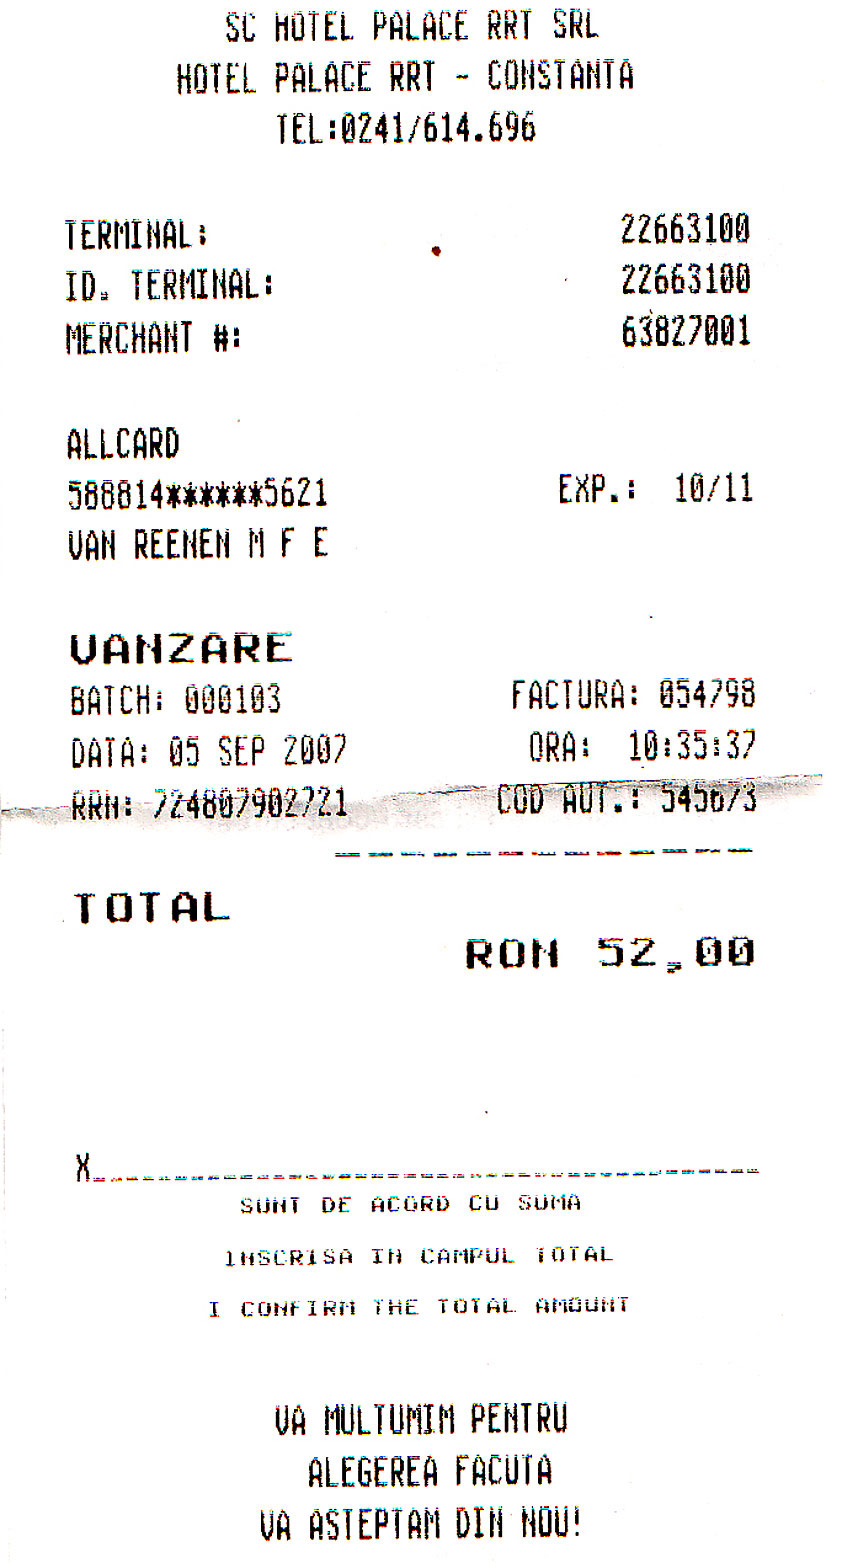 SC HOTEL PALACE RRT SRL
HOTEL PALACE RRT - CONSTANTA
TEL:0241/614.696
TERMINAL: 22663100
ID. TERMINAL: 22663100
MERCHANT #: 63827001
ALLCARD
588814******5621 EXP.: 10/11
VAN REENEN M F E
VANZARE
BATCH: 000103 FACTURA: 054798
DATA: 05 SEP 2007 ORA: 10:35:37
RRN: 724807902721 COD AUT.: 545673
TOTAL
RON 52,00
X
SUNT DE ACORD CU SUMA
INSCRISA IN CAMPUL TOTAL
I CONFIRM THE TOTAL AMOUNT
VA MULTUMIM PENTRU
ALEGEREA FACUTA
VA ASTEPTAM DIN NOU!